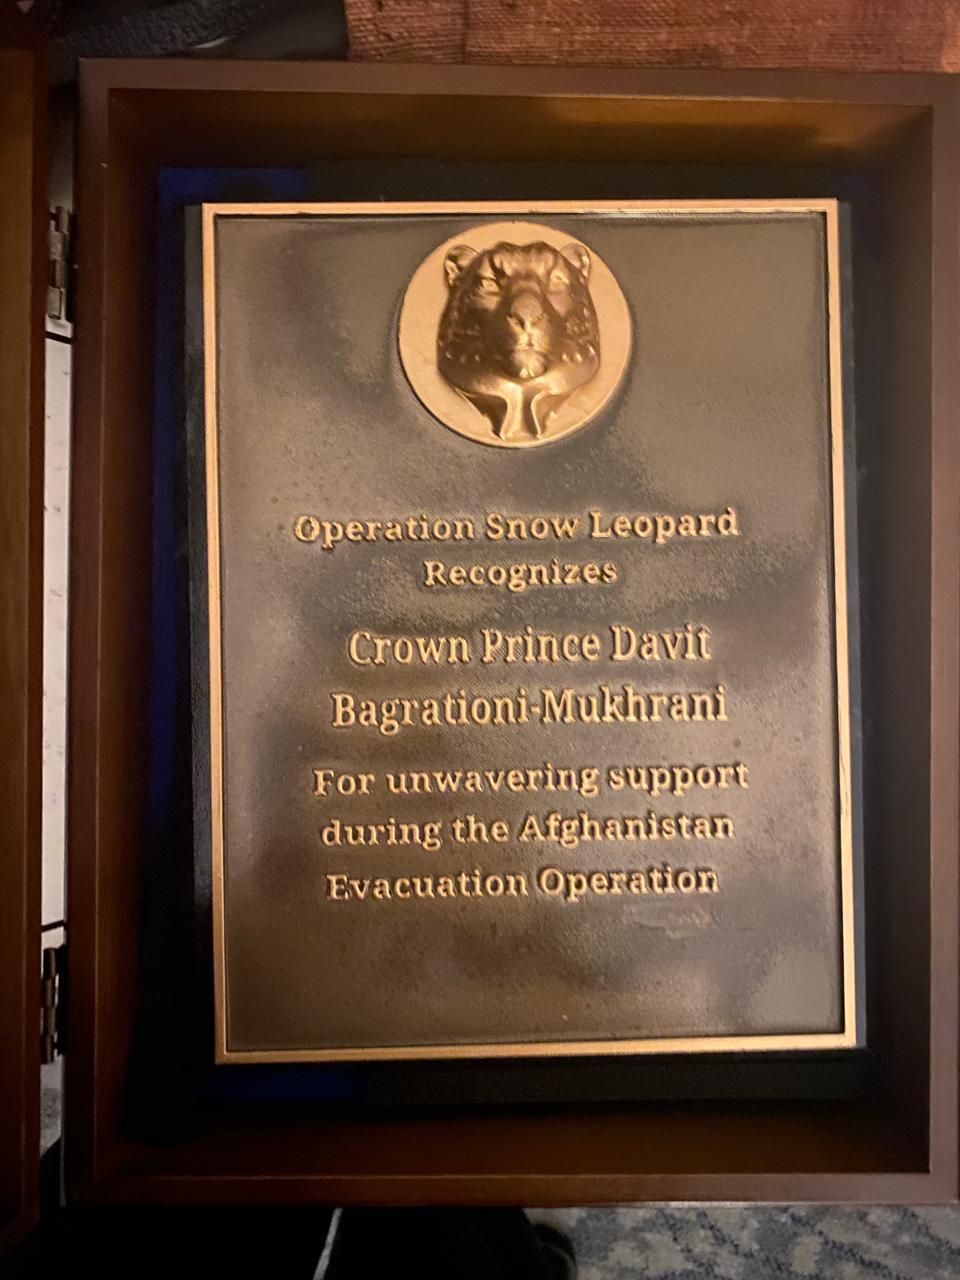 Operation Snow Leopard
Recognizes
Crown Prince Davit
Bagrationi-Mukhrani
For unwavering support
during the Afghanistan
Evacuation Operation